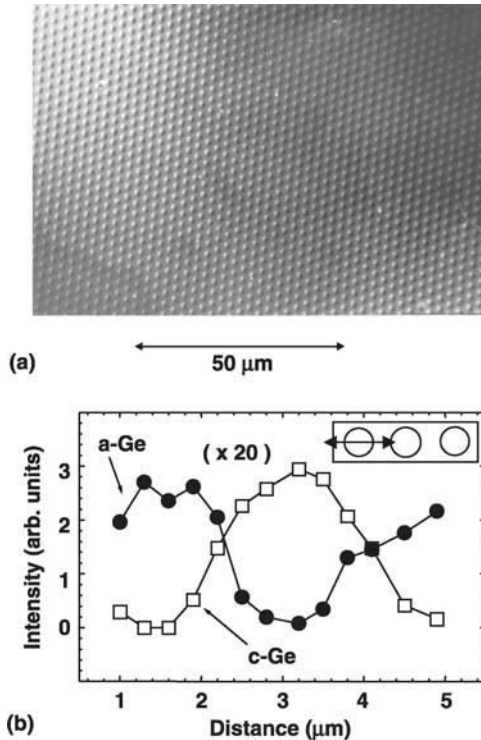 (a)
50 μm
a-Ge
( x 20 )
3
2
1
0
Intensity (arb. units)
c-Ge
1 2 3 4 5
(b)
Distance (μm)